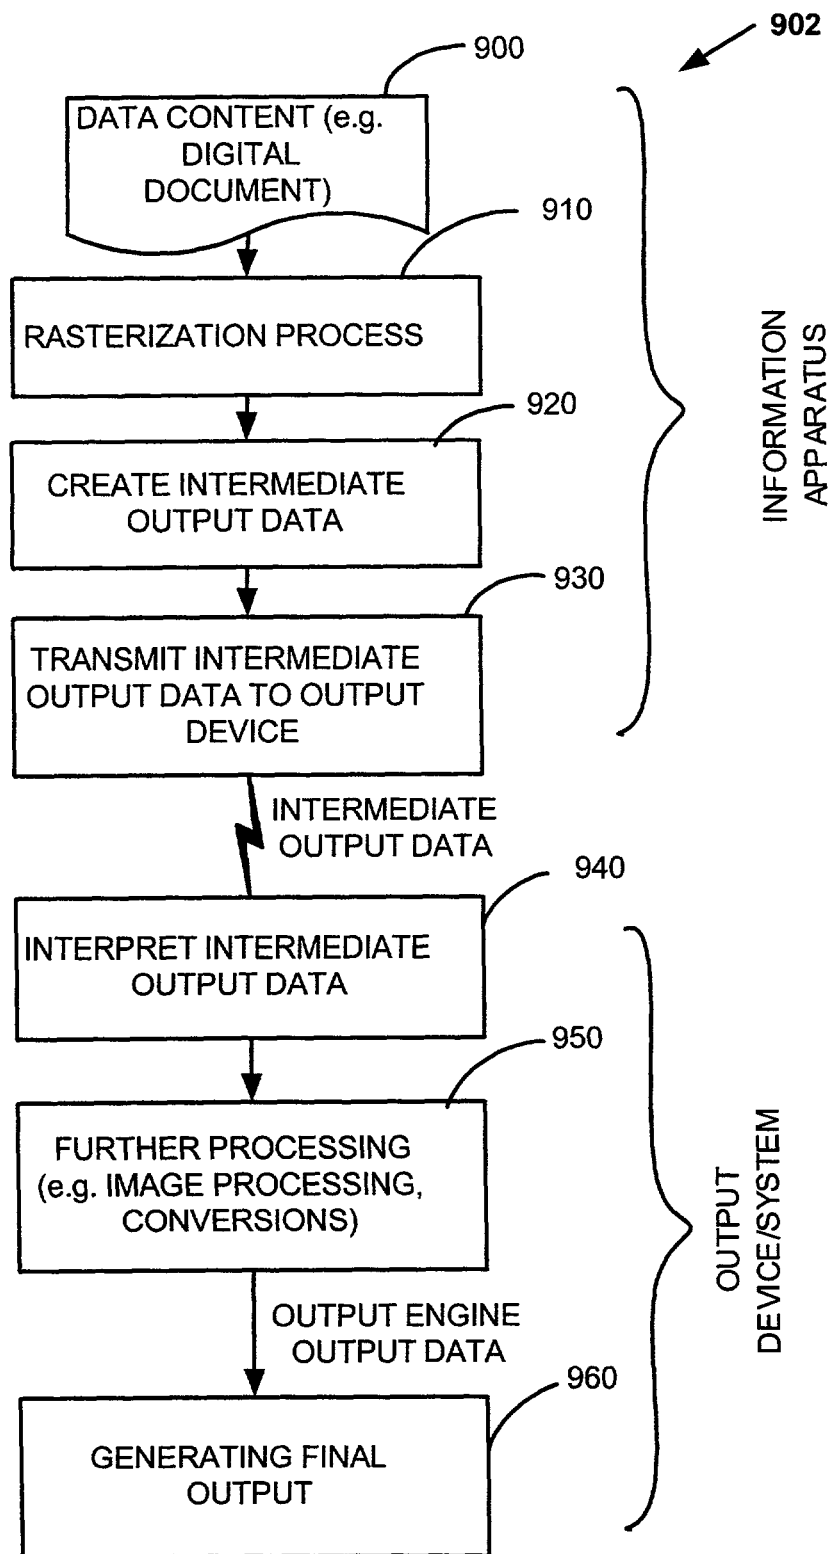 902
900
DATA CONTENT (e.g.
DIGITAL
DOCUMENT)
910
RASTERIZATION PROCESS
920
CREATE INTERMEDIATE
OUTPUT DATA
930
TRANSMIT INTERMEDIATE
OUTPUT DATA TO OUTPUT
DEVICE
INFORMATION
APPARATUS
INTERMEDIATE
OUTPUT DATA
940
INTERPRET INTERMEDIATE
OUTPUT DATA
950
FURTHER PROCESSING
(e.g. IMAGE PROCESSING,
CONVERSIONS)
OUTPUT
DEVICE/SYSTEM
OUTPUT ENGINE
OUTPUT DATA
960
GENERATING FINAL
OUTPUT